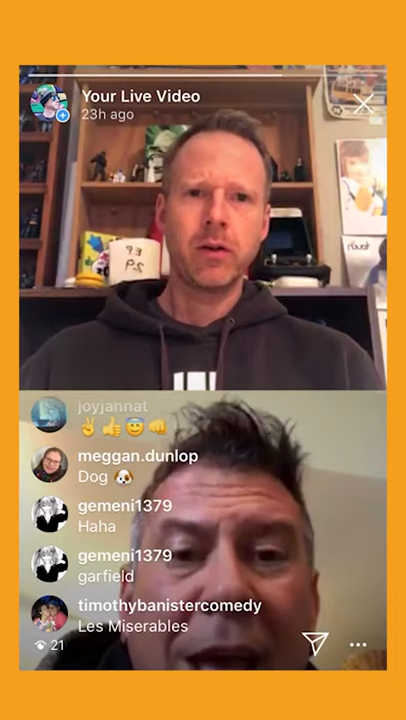 Your Live Video
23h ago
joyjannat
✌️👍😇👊
meggan.dunlop
Dog 🐶
gemeni1379
Haha
gemeni1379
garfield
timothybanistercomedy
Les Miserables
21